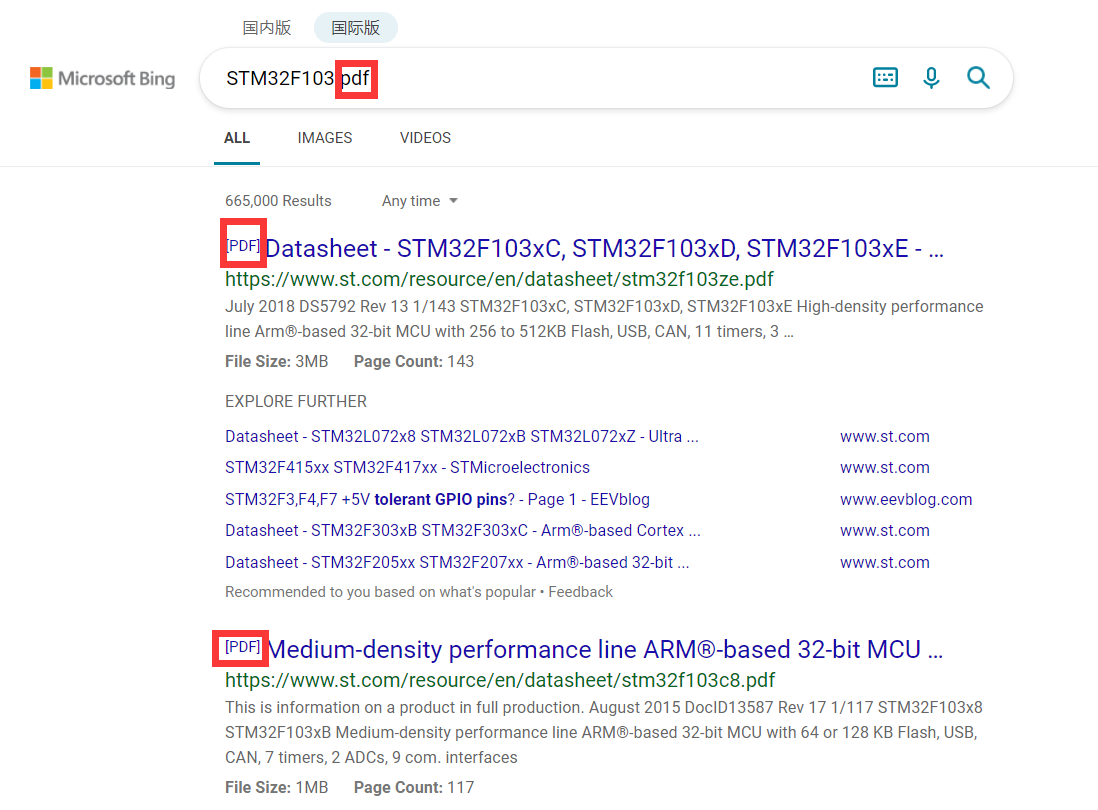 国内版 国际版
Microsoft Bing
STM32F103 pdf
ALL IMAGES VIDEOS
665,000 Results Any time
[PDF] Datasheet - STM32F103xC, STM32F103xD, STM32F103xE - ...
https://www.st.com/resource/en/datasheet/stm32f103ze.pdf
July 2018 DS5792 Rev 13 1/143 STM32F103xC, STM32F103xD, STM32F103xE High-density performance
line Arm®-based 32-bit MCU with 256 to 512KB Flash, USB, CAN, 11 timers, 3 ...
File Size: 3MB Page Count: 143
EXPLORE FURTHER
Datasheet - STM32L072x8 STM32L072xB STM32L072xZ - Ultra ... www.st.com
STM32F415xx STM32F417xx - STMicroelectronics www.st.com
STM32F3,F4,F7 +5V tolerant GPIO pins? - Page 1 - EEVblog www.eevblog.com
Datasheet - STM32F303xB STM32F303xC - Arm®-based Cortex ... www.st.com
Datasheet - STM32F205xx STM32F207xx - Arm®-based 32-bit ... www.st.com
Recommended to you based on what's popular • Feedback
[PDF] Medium-density performance line ARM®-based 32-bit MCU ...
https://www.st.com/resource/en/datasheet/stm32f103c8.pdf
This is information on a product in full production. August 2015 DocID13587 Rev 17 1/117 STM32F103x8
STM32F103xB Medium-density performance line ARM®-based 32-bit MCU with 64 or 128 KB Flash, USB,
CAN, 7 timers, 2 ADCs, 9 com. interfaces
File Size: 1MB Page Count: 117